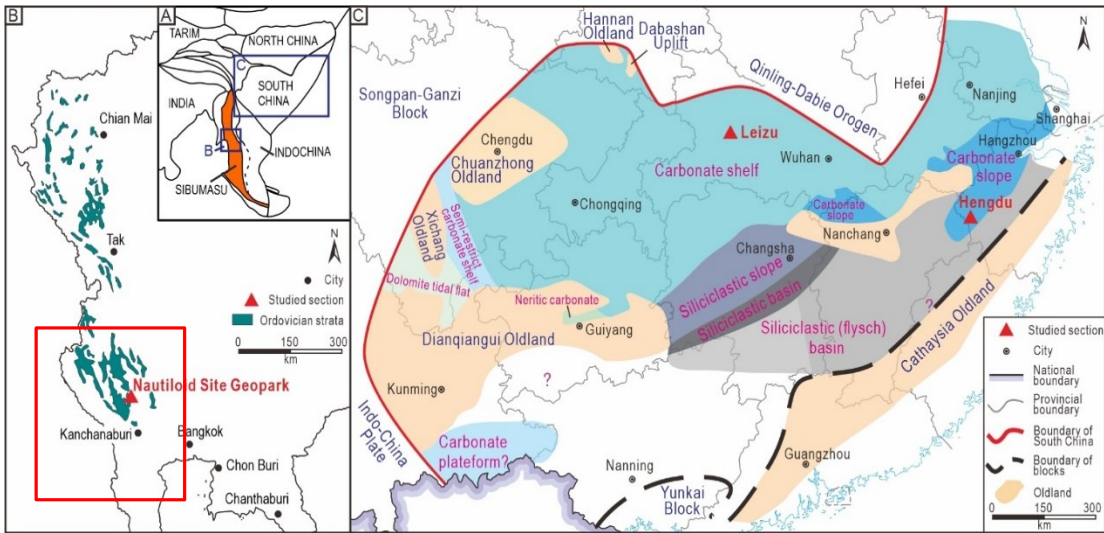 B
A
TARIM
NORTH CHINA
C
SOUTH
CHINA
INDIA
B
INDOCHINA
SIBUMASU
Chian Mai
Tak
N
City
Studied section
Ordovician strata
0
150
300
km
Nautiloid Site Geopark
Kanchanaburi
Bangkok
Chon Buri
Chanthaburi
C
Hannan
Oldland
Dabashan
Uplift
N
Songpan-Ganzi
Block
Qinling-Dabie Orogen
Hefei
Nanjing
Shanghai
Chengdu
Chuanzhong
Oldland
Leizu
Carbonate shelf
Wuhan
Hangzhou
Carbonate
slope
Chongqing
Xichang
Oldland
Semi-restrict
carbonate shelf
Carbonate
slope
Hengdu
Nanchang
Changsha
Dolomite tidal flat
Siliciclastic slope
Siliciclastic basin
Neritic carbonate
Guiyang
Siliciclastic (flysch)
basin
?
Dianqiangui Oldland
Cathaysia Oldland
Kunming
?
Indo-China
Plate
Carbonate
plateform?
Guangzhou
Nanning
Yunkai
Block
Studied section
City
National
boundary
Provincial
boundary
Boundary of
South China
Boundary of
blocks
Oldland
0
150
300
km